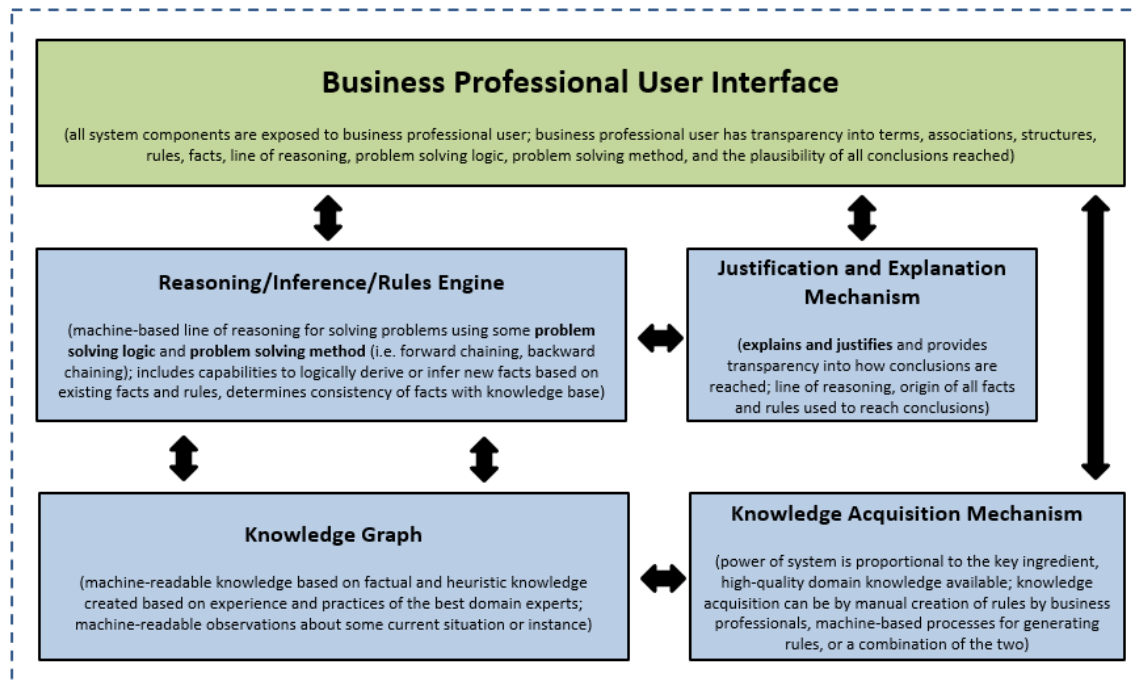 Business Professional User Interface
(all system components are exposed to business professional user; business professional user has transparency into terms, associations, structures,
rules, facts, line of reasoning, problem solving logic, problem solving method, and the plausibility of all conclusions reached)
Reasoning/Inference/Rules Engine
(machine-based line of reasoning for solving problems using some problem
solving logic and problem solving method (i.e. forward chaining, backward
chaining); includes capabilities to logically derive or infer new facts based on
existing facts and rules, determines consistency of facts with knowledge base)
Justification and Explanation
Mechanism
(explains and justifies and provides
transparency into how conclusions are
reached; line of reasoning, origin of all facts
and rules used to reach conclusions)
Knowledge Graph
(machine-readable knowledge based on factual and heuristic knowledge
created based on experience and practices of the best domain experts;
machine-readable observations about some current situation or instance)
Knowledge Acquisition Mechanism
(power of system is proportional to the key ingredient,
high-quality domain knowledge available; knowledge
acquisition can be by manual creation of rules by business
professionals, machine-based processes for generating
rules, or a combination of the two)